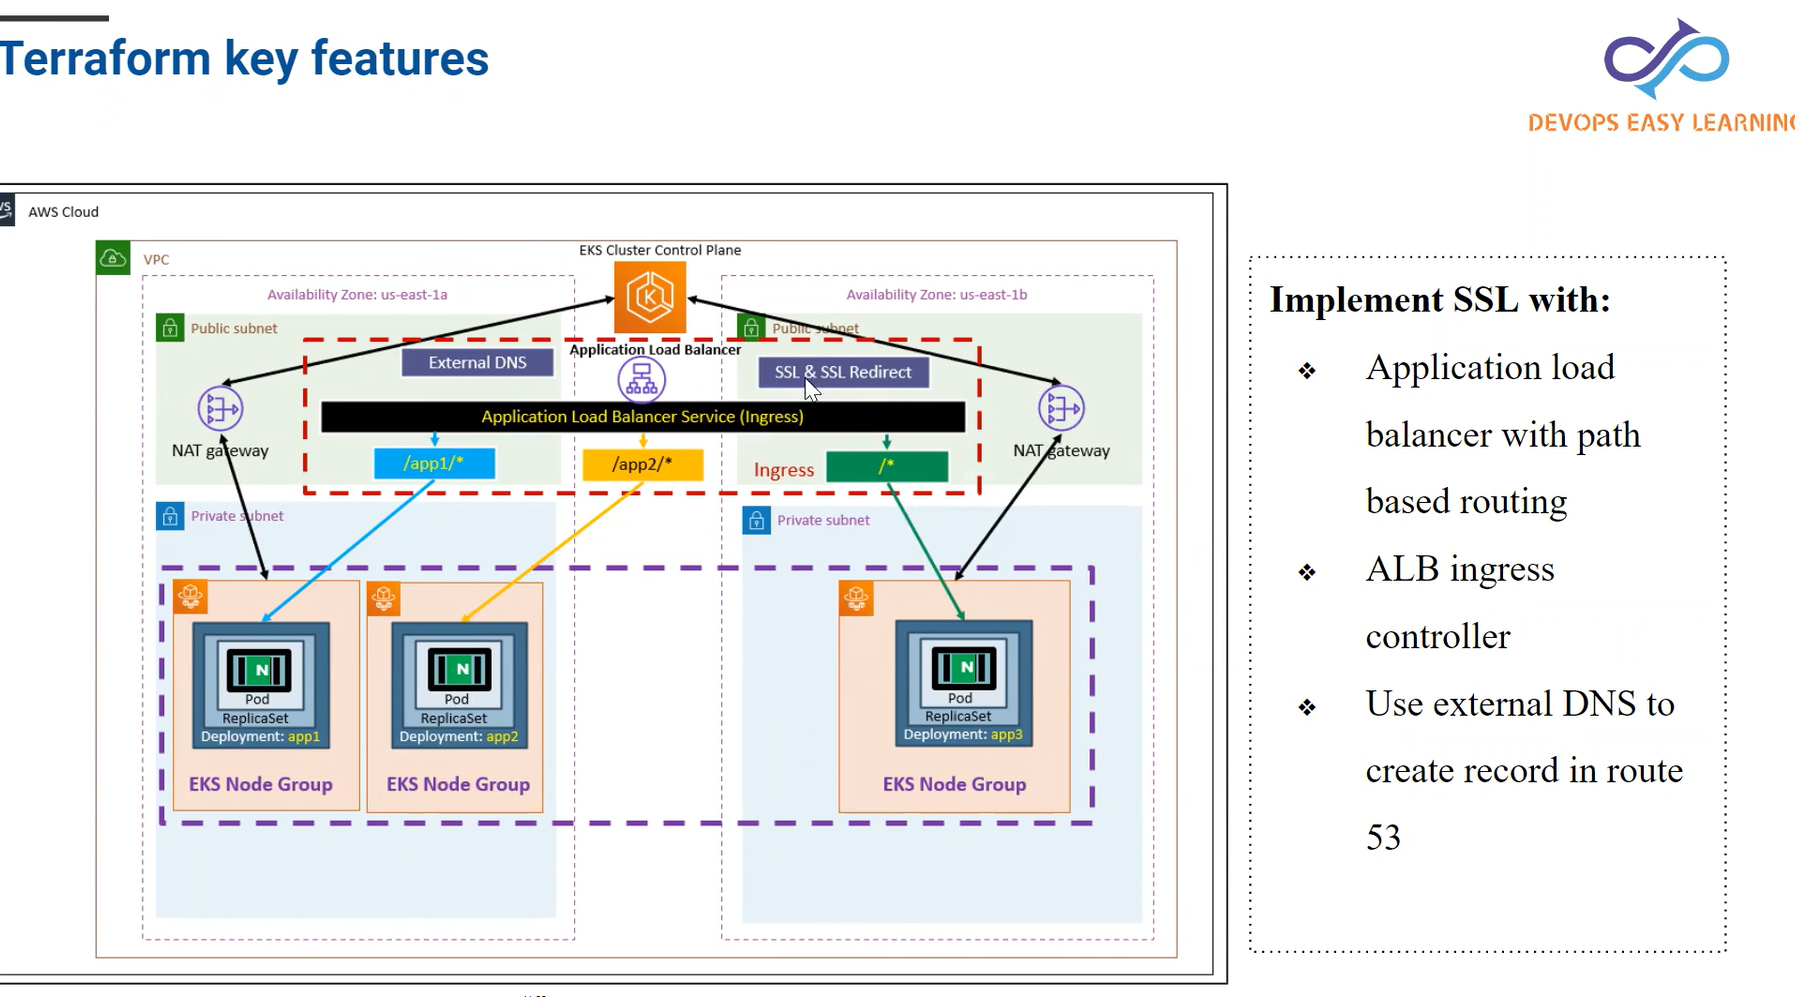 Terraform key features
DEVOPS EASY LEARNING
AWS Cloud
VPC
EKS Cluster Control Plane
Availability Zone: us-east-1a
Availability Zone: us-east-1b
Public subnet
Public subnet
Application Load Balancer
External DNS
SSL & SSL Redirect
Application Load Balancer Service (Ingress)
NAT gateway
NAT gateway
/app1/*
/app2/*
Ingress
/*
Private subnet
Private subnet
N
Pod
ReplicaSet
Deployment: app1
EKS Node Group
N
Pod
ReplicaSet
Deployment: app2
EKS Node Group
N
Pod
ReplicaSet
Deployment: app3
EKS Node Group
Implement SSL with:
❖ Application load
balancer with path
based routing
❖ ALB ingress
controller
❖ Use external DNS to
create record in route
53